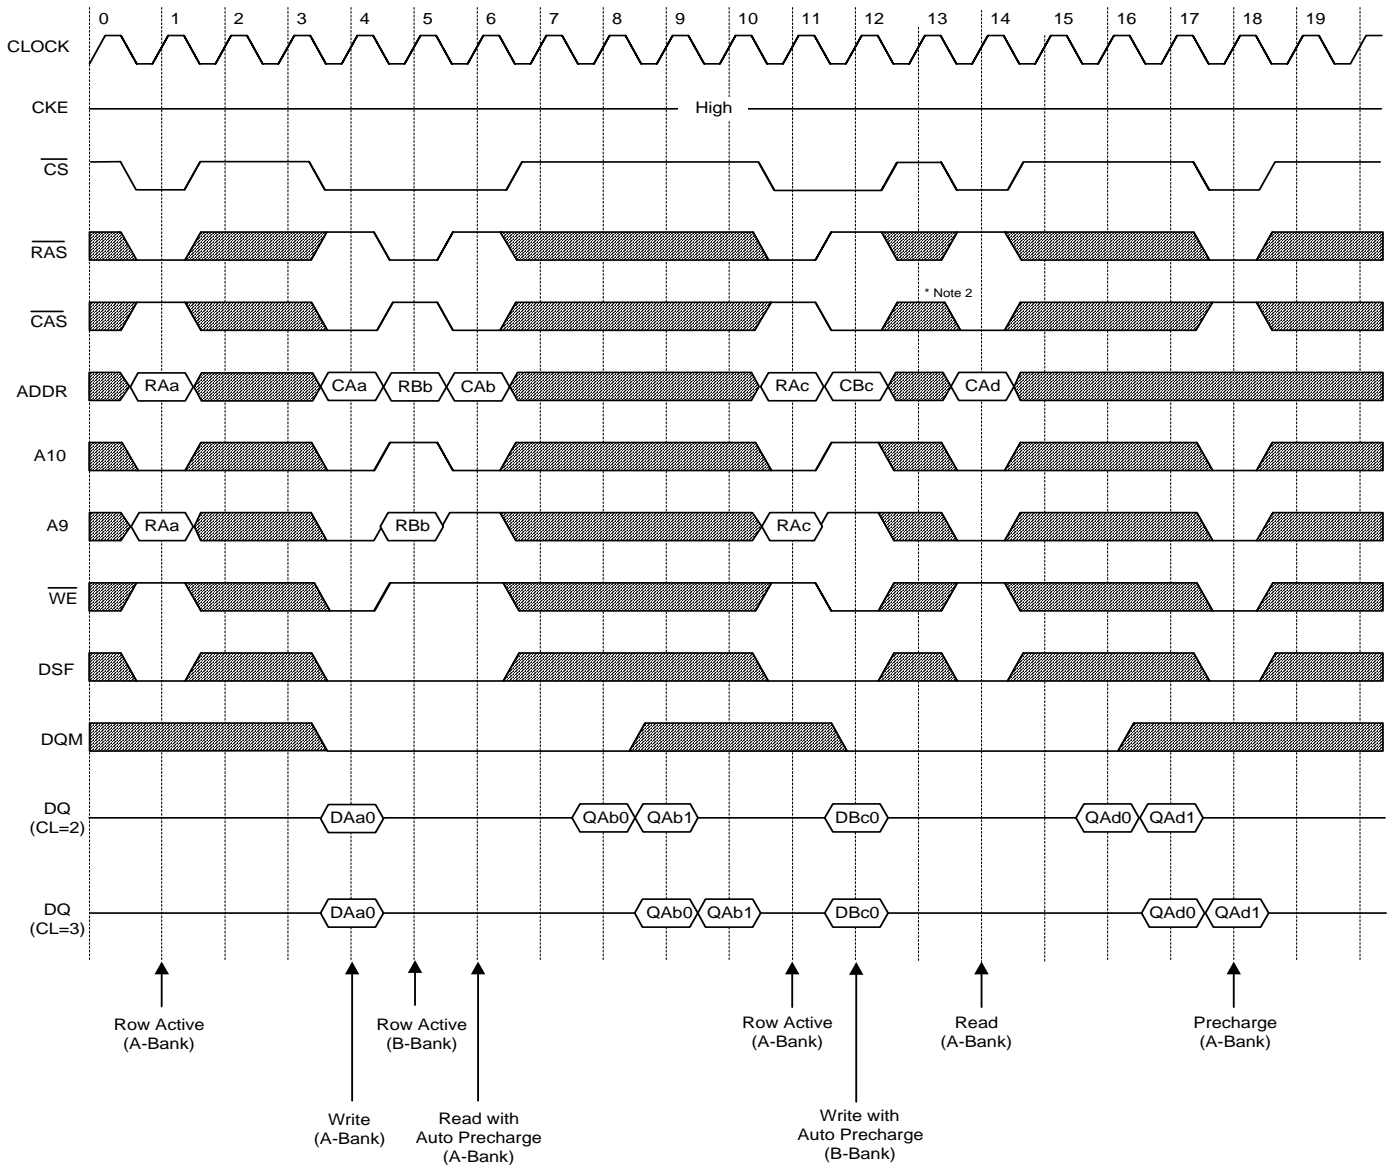 0 1 2 3 4 5 6 7 8 9 10 11 12 13 14 15 16 17 18 19
CLOCK
CKE
High
CS
RAS
CAS
* Note 2
ADDR
RAa CAa RBb CAb RAc CBc CAd
A10
A9
RAa RBb RAc
WE
DSF
DQM
DQ
(CL=2)
DAa0 QAb0 QAb1 DBc0 QAd0 QAd1
DQ
(CL=3)
DAa0 QAb0 QAb1 DBc0 QAd0 QAd1
Row Active
(A-Bank)
Row Active
(B-Bank)
Row Active
(A-Bank)
Read
(A-Bank)
Precharge
(A-Bank)
Write
(A-Bank)
Read with
Auto Precharge
(A-Bank)
Write with
Auto Precharge
(B-Bank)